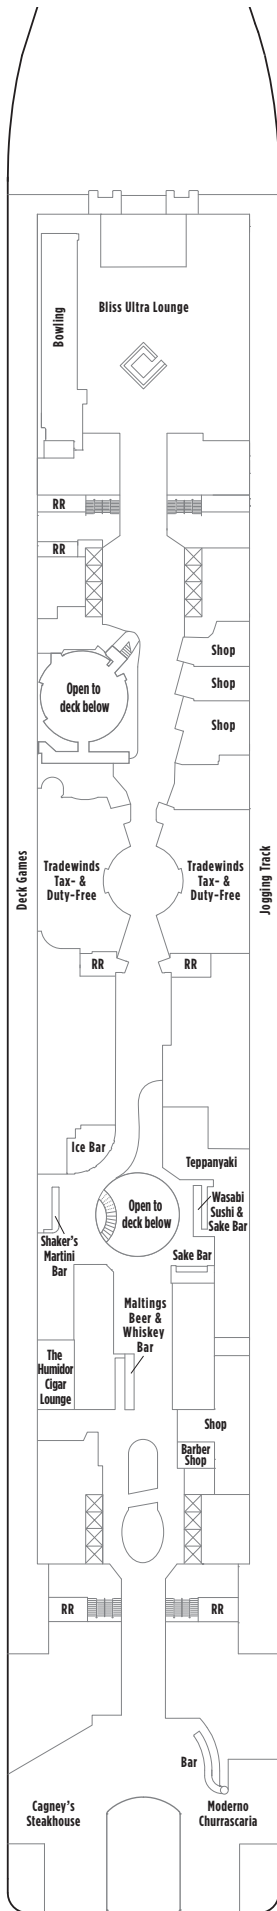 Bliss Ultra Lounge
Bowling
RR
RR
Shop
Shop
Open to
deck below
Shop
Deck Games
Jogging Track
Tradewinds
Tax- &
Duty-Free
Tradewinds
Tax- &
Duty-Free
RR
RR
Ice Bar
Teppanyaki
Open to
deck below
Wasabi
Sushi &
Sake Bar
Shaker's
Martini
Bar
Sake Bar
Maltings
Beer &
Whiskey
Bar
The
Humidor
Cigar
Lounge
Shop
Barber
Shop
RR
RR
Bar
Cagney's
Steakhouse
Moderno
Churrascaria